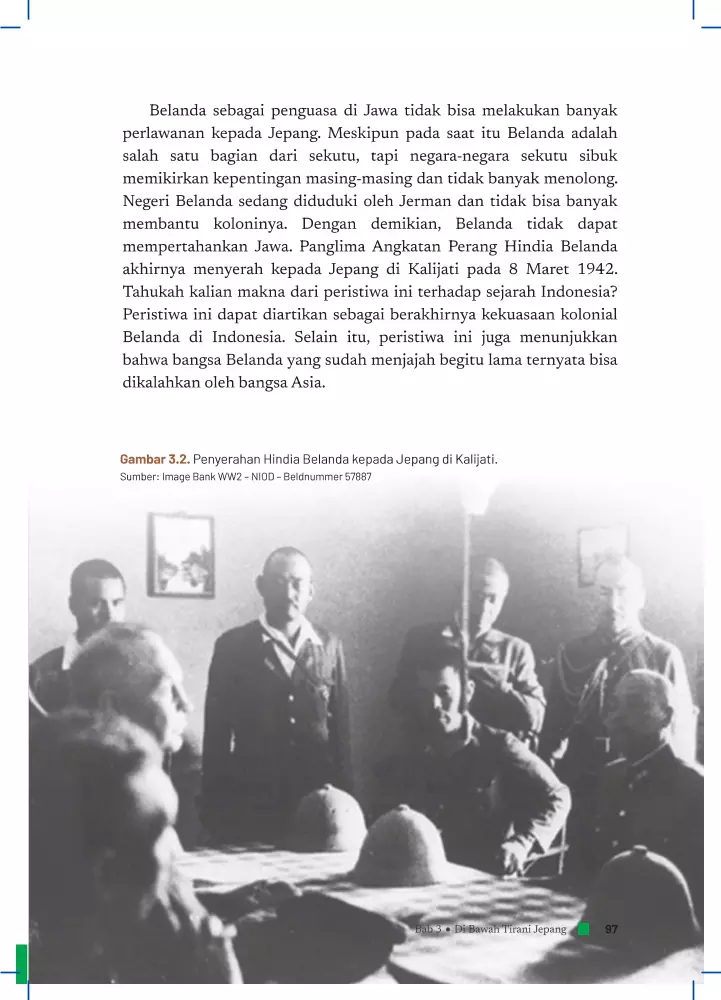 Belanda sebagai penguasa di Jawa tidak bisa melakukan banyak
perlawanan kepada Jepang. Meskipun pada saat itu Belanda adalah
salah satu bagian dari sekutu, tapi negara-negara sekutu sibuk
memikirkan kepentingan masing-masing dan tidak banyak menolong.
Negeri Belanda sedang diduduki oleh Jerman dan tidak bisa banyak
membantu koloninya. Dengan demikian, Belanda tidak dapat
mempertahankan Jawa. Panglima Angkatan Perang Hindia Belanda
akhirnya menyerah kepada Jepang di Kalijati pada 8 Maret 1942.
Tahukah kalian makna dari peristiwa ini terhadap sejarah Indonesia?
Peristiwa ini dapat diartikan sebagai berakhirnya kekuasaan kolonial
Belanda di Indonesia. Selain itu, peristiwa ini juga menunjukkan
bahwa bangsa Belanda yang sudah menjajah begitu lama ternyata bisa
dikalahkan oleh bangsa Asia.
Gambar 3.2. Penyerahan Hindia Belanda kepada Jepang di Kalijati.
Sumber: Image Bank WW2 – NIOD – Beldnummer 57887
Bab 3 • Di Bawah Tirani Jepang 97